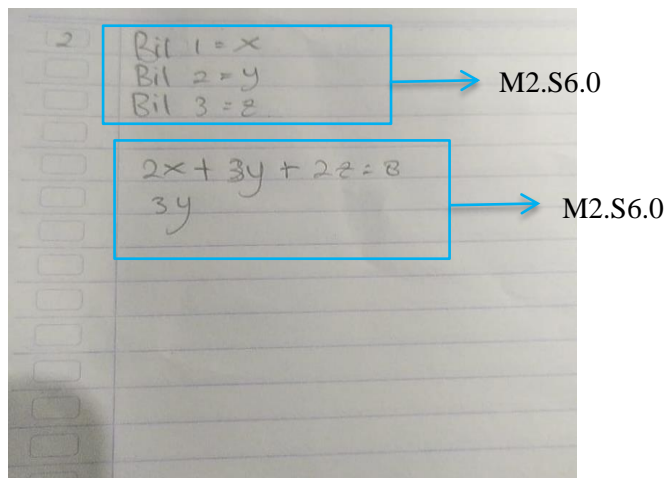 2
Bil 1 = x
Bil 2 = y
Bil 3 = z
M2.S6.0
2x + 3y + 2z = 8
3y
M2.S6.0